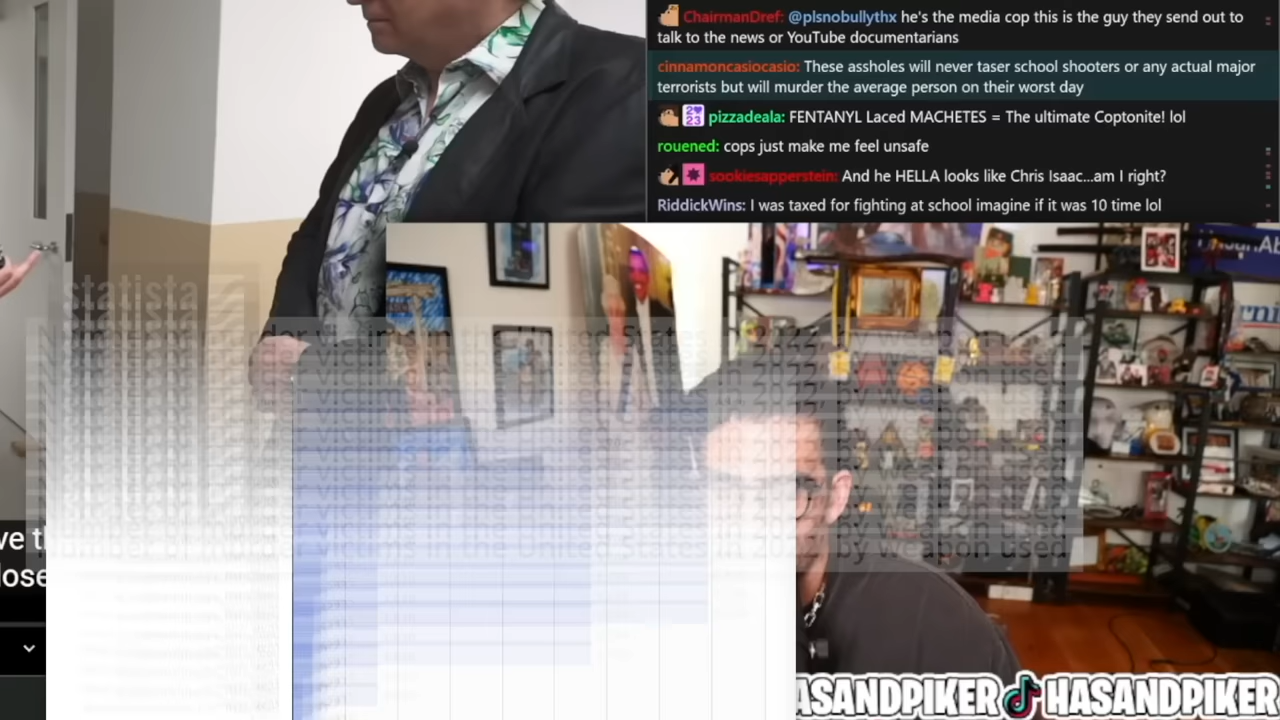 ChairmanDref: @plsnobullythx he's the media cop this is the guy they send out to
talk to the news or YouTube documentarians
cinnamoncasiocasio: These assholes will never taser school shooters or any actual major
terrorists but will murder the average person on their worst day
pizzadeala: FENTANYL Laced MACHETES = The ultimate Coptonite! lol
rouened: cops just make me feel unsafe
sookiesapperstein: And he HELLA looks like Chris Isaac...am I right?
RiddickWins: I was taxed for fighting at school imagine if it was 10 time lol
statista
Number of murder victims in the United States in 2022, by weapon used
ASANDPIKER HASANDPIKER